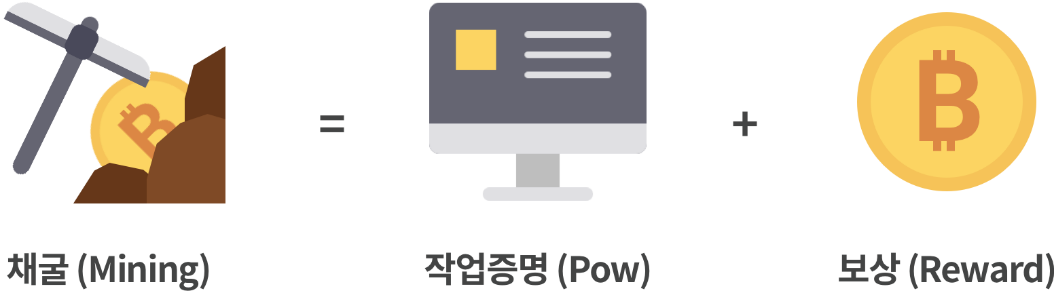 = +
채굴 (Mining) 작업증명 (Pow) 보상 (Reward)